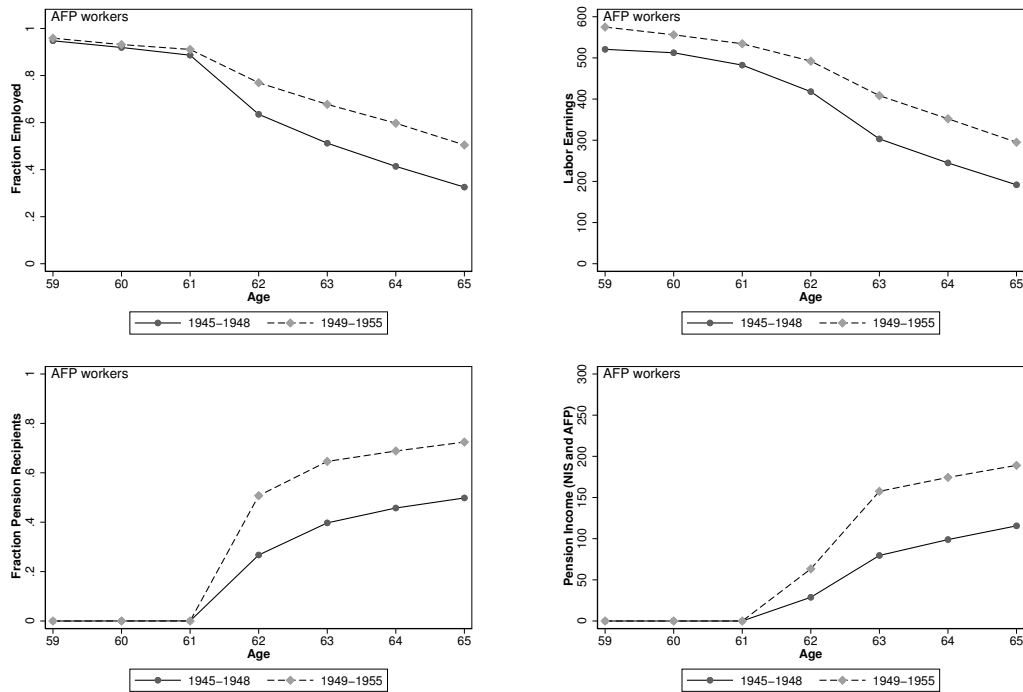 AFP workers
Fraction Employed
0 .2 .4 .6 .8 1
59 60 61 62 63 64 65
Age
1945−1948 1949−1955
AFP workers
Labor Earnings
0 100 200 300 400 500 600
59 60 61 62 63 64 65
Age
1945−1948 1949−1955
AFP workers
Fraction Pension Recipients
0 .2 .4 .6 .8 1
59 60 61 62 63 64 65
Age
1945−1948 1949−1955
AFP workers
Pension Income (NIS and AFP)
0 50 100 150 200 250 300
59 60 61 62 63 64 65
Age
1945−1948 1949−1955